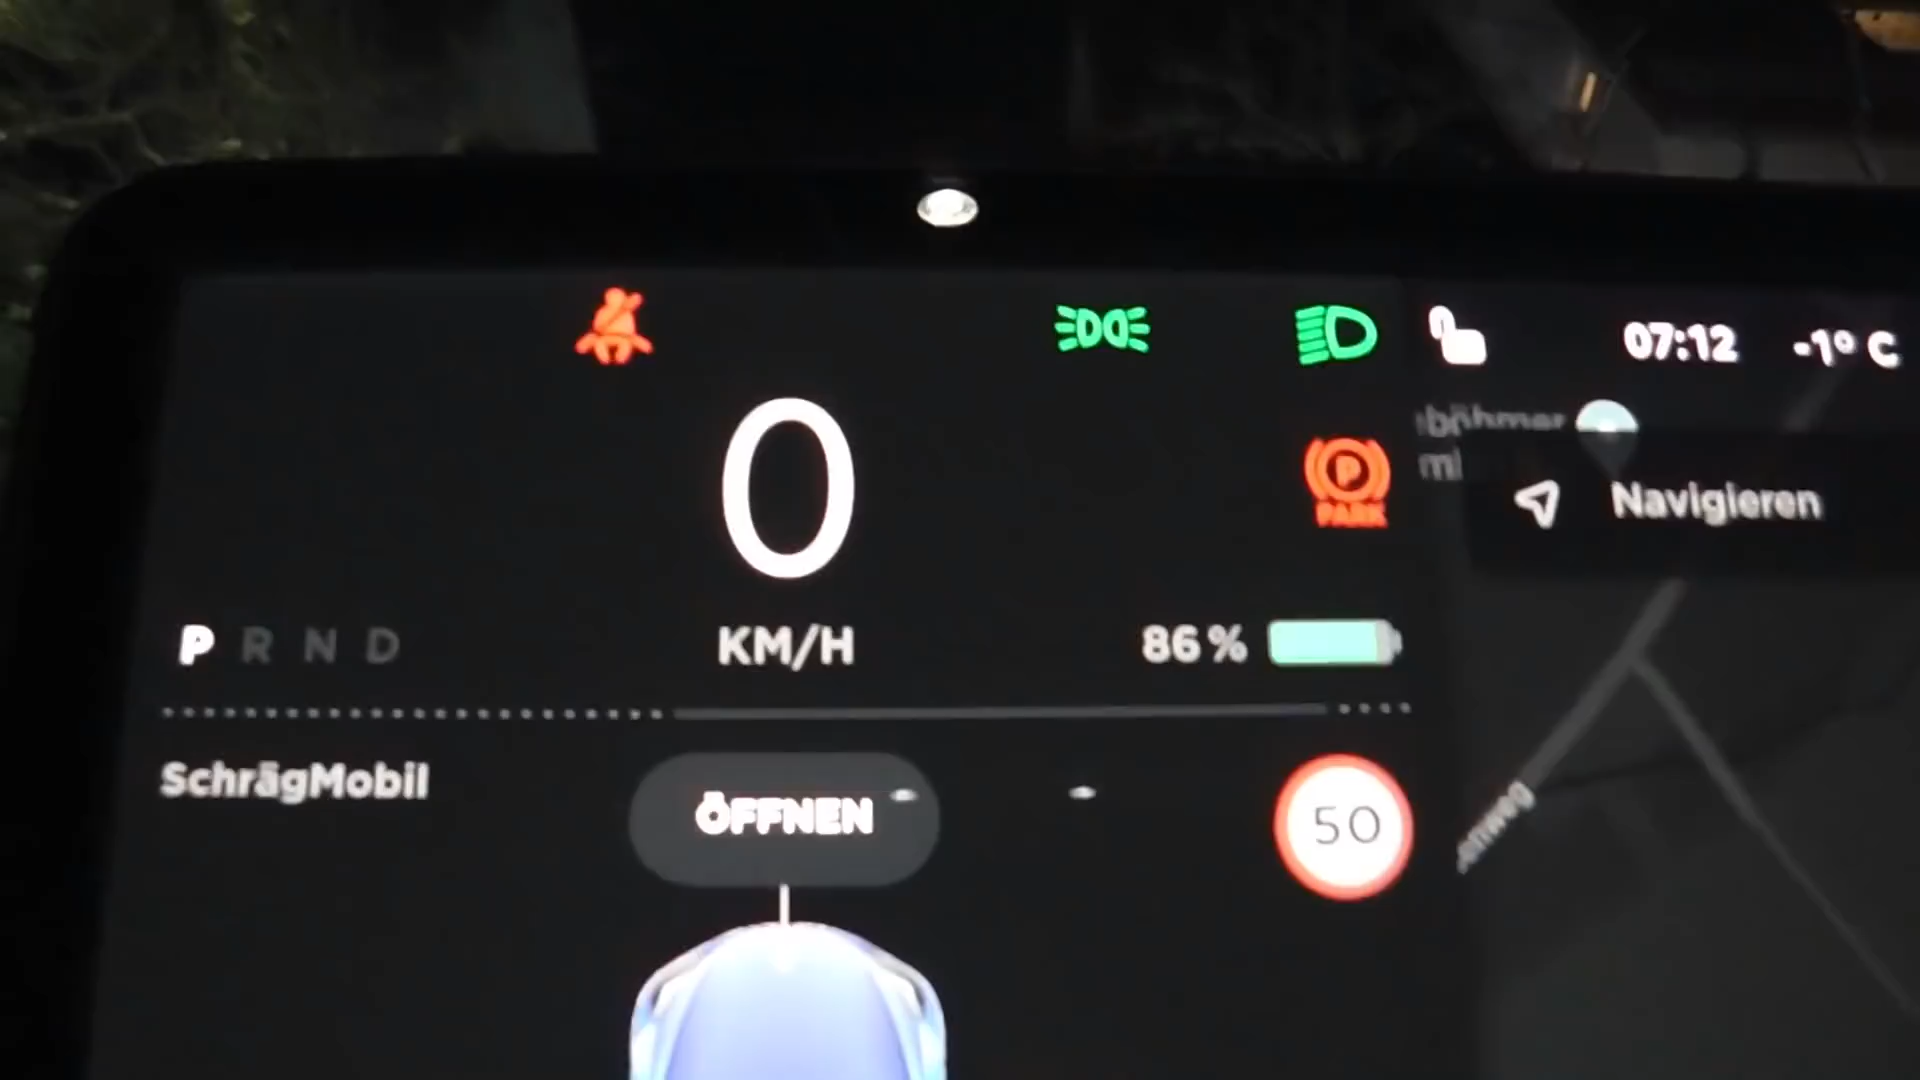 07:12 -1° C
0
P
PARK
Navigieren
P R N D
KM/H
86 %
SchrägMobil
ÖFFNEN
50